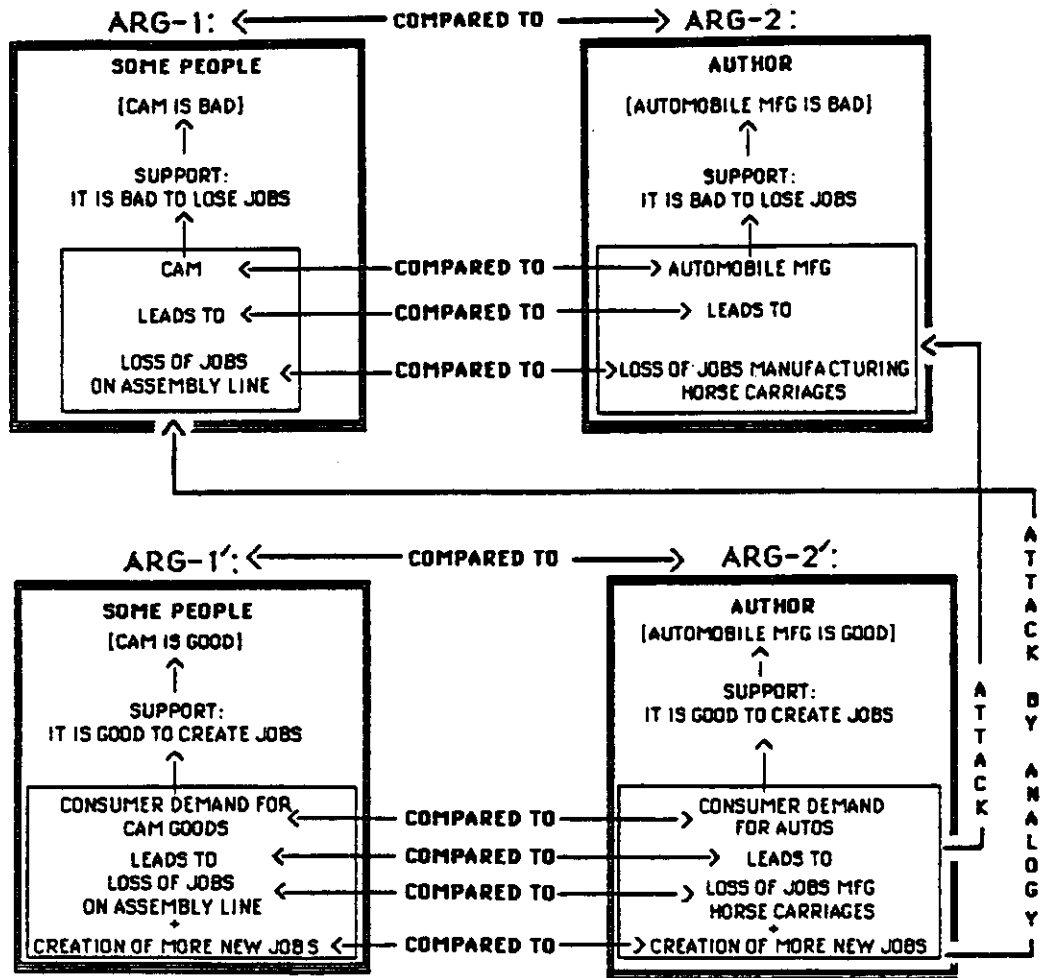 ARG-1: COMPARED TO ARG-2:
SOME PEOPLE
[CAM IS BAD]
SUPPORT:
IT IS BAD TO LOSE JOBS
CAM
LEADS TO
LOSS OF JOBS
ON ASSEMBLY LINE
COMPARED TO
COMPARED TO
COMPARED TO
AUTHOR
[AUTOMOBILE MFG IS BAD]
SUPPORT:
IT IS BAD TO LOSE JOBS
AUTOMOBILE MFG
LEADS TO
LOSS OF JOBS MANUFACTURING
HORSE CARRIAGES
ARG-1′: COMPARED TO ARG-2′:
SOME PEOPLE
[CAM IS GOOD]
SUPPORT:
IT IS GOOD TO CREATE JOBS
CONSUMER DEMAND FOR
CAM GOODS
LEADS TO
LOSS OF JOBS
ON ASSEMBLY LINE
+
CREATION OF MORE NEW JOBS
COMPARED TO
COMPARED TO
COMPARED TO
COMPARED TO
AUTHOR
[AUTOMOBILE MFG IS GOOD]
SUPPORT:
IT IS GOOD TO CREATE JOBS
CONSUMER DEMAND
FOR AUTOS
LEADS TO
LOSS OF JOBS MFG
HORSE CARRIAGES
+
CREATION OF MORE NEW JOBS
ATTACK
ATTACK BY ANALOGY